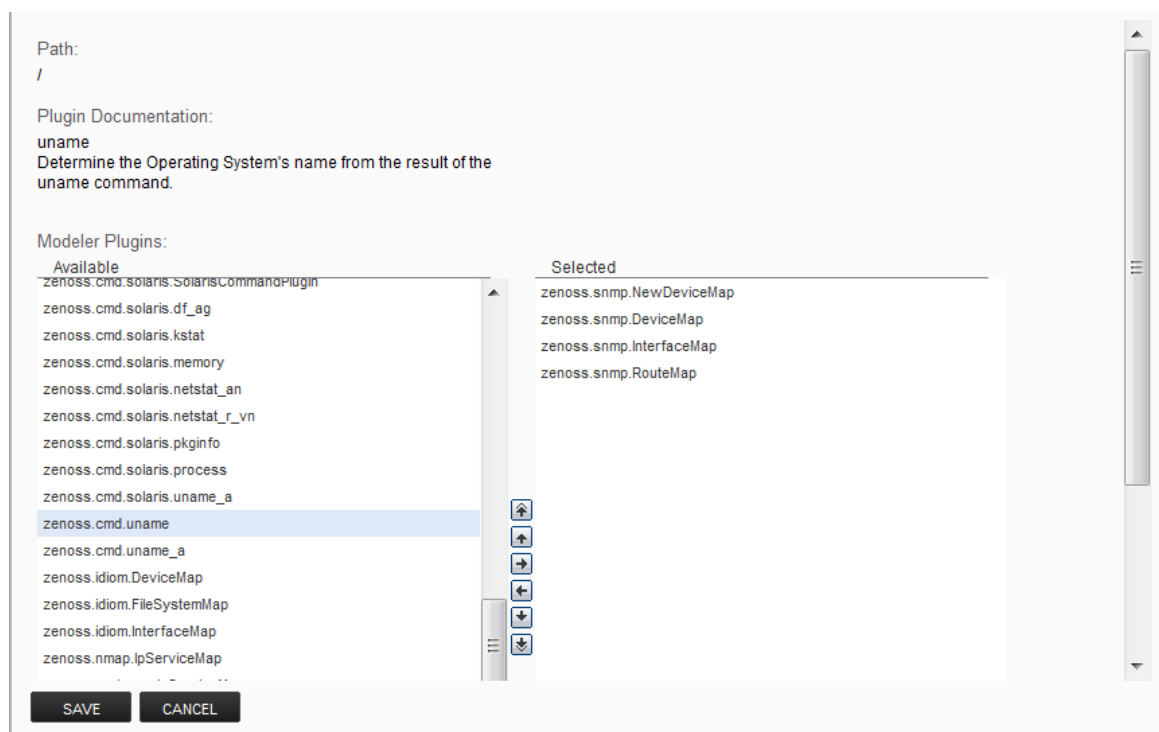 Path:
/
Plugin Documentation:
uname
Determine the Operating System's name from the result of the
uname command.
Modeler Plugins:
Available
zenoss.cmd.solaris.SolarisCommandPlugin
zenoss.cmd.solaris.df_ag
zenoss.cmd.solaris.kstat
zenoss.cmd.solaris.memory
zenoss.cmd.solaris.netstat_an
zenoss.cmd.solaris.netstat_r_vn
zenoss.cmd.solaris.pkginfo
zenoss.cmd.solaris.process
zenoss.cmd.solaris.uname_a
zenoss.cmd.uname
zenoss.cmd.uname_a
zenoss.idiom.DeviceMap
zenoss.idiom.FileSystemMap
zenoss.idiom.InterfaceMap
zenoss.nmap.IpServiceMap
Selected
zenoss.snmp.NewDeviceMap
zenoss.snmp.DeviceMap
zenoss.snmp.InterfaceMap
zenoss.snmp.RouteMap
SAVE CANCEL